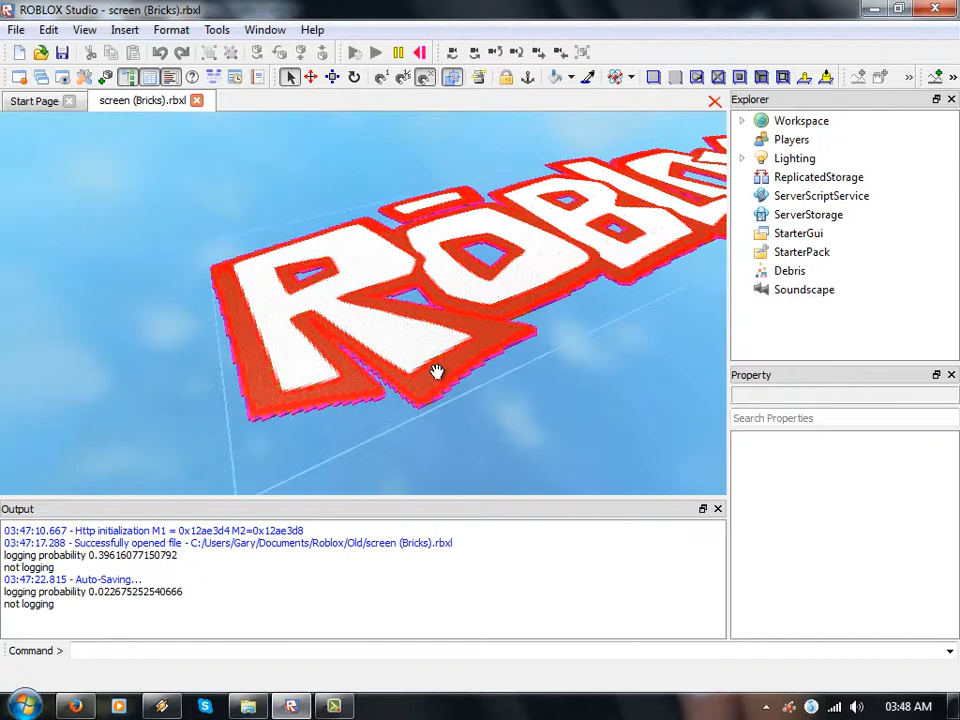 ROBLOX Studio - screen (Bricks).rbxl
File Edit View Insert Format Tools Window Help
Start Page
screen (Bricks).rbxl
ROBLO
Explorer
Workspace
Players
Lighting
ReplicatedStorage
ServerScriptService
ServerStorage
StarterGui
StarterPack
Debris
Soundscape
Property
Search Properties
Output
03:47:10.667 - Http initialization M1 = 0x12ae3d4 M2=0x12ae3d8
03:47:17.288 - Successfully opened file - C:/Users/Gary/Documents/Roblox/Old/screen (Bricks).rbxl
logging probability 0.39616077150792
not logging
03:47:22.815 - Auto-Saving...
logging probability 0.022675252540666
not logging
Command >
03:48 AM